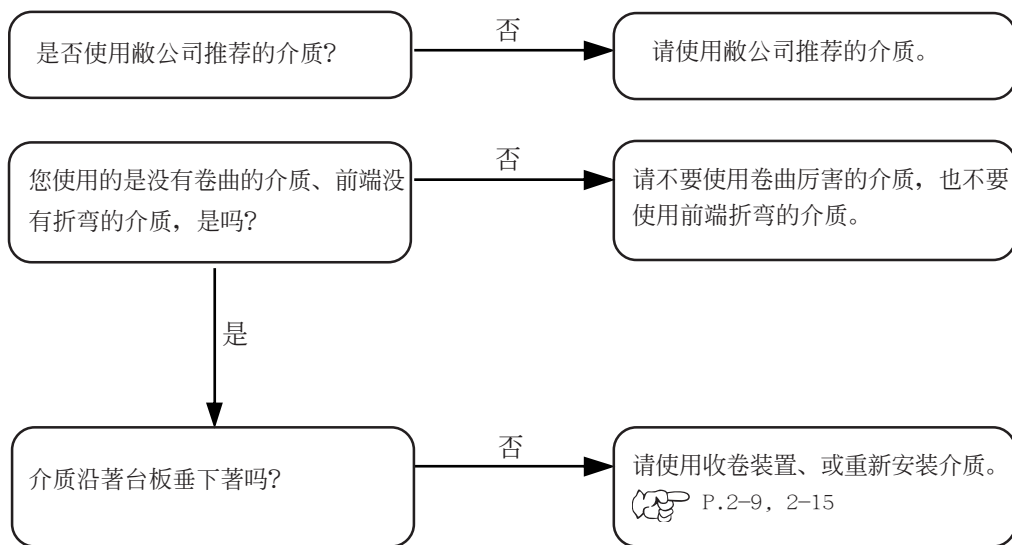 是否使用敝公司推荐的介质?
否
请使用敝公司推荐的介质。
您使用的是没有卷曲的介质、前端没
有折弯的介质，是吗?
否
请不要使用卷曲厉害的介质，也不要
使用前端折弯的介质。
是
介质沿著台板垂下著吗?
否
请使用收卷装置、或重新安装介质。
P.2-9, 2-15